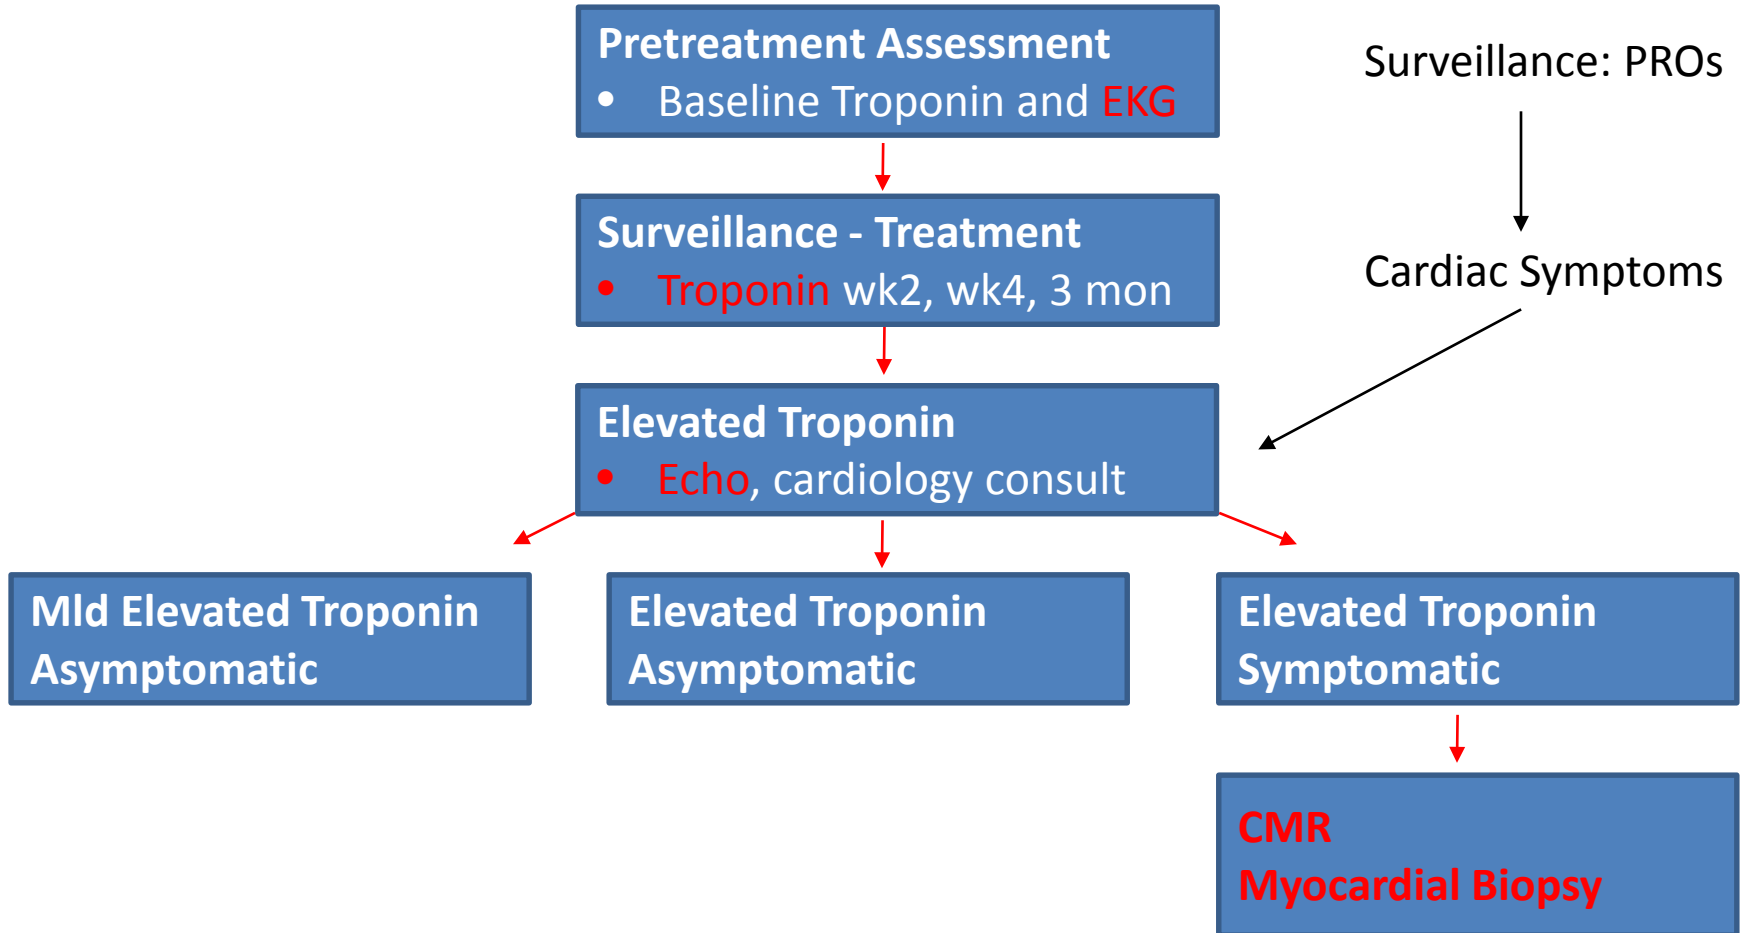 Pretreatment Assessment
• Baseline Troponin and EKG
Surveillance: PROs
Surveillance - Treatment
• Troponin wk2, wk4, 3 mon
Cardiac Symptoms
Elevated Troponin
• Echo, cardiology consult
Mld Elevated Troponin
Asymptomatic
Elevated Troponin
Asymptomatic
Elevated Troponin
Symptomatic
CMR
Myocardial Biopsy